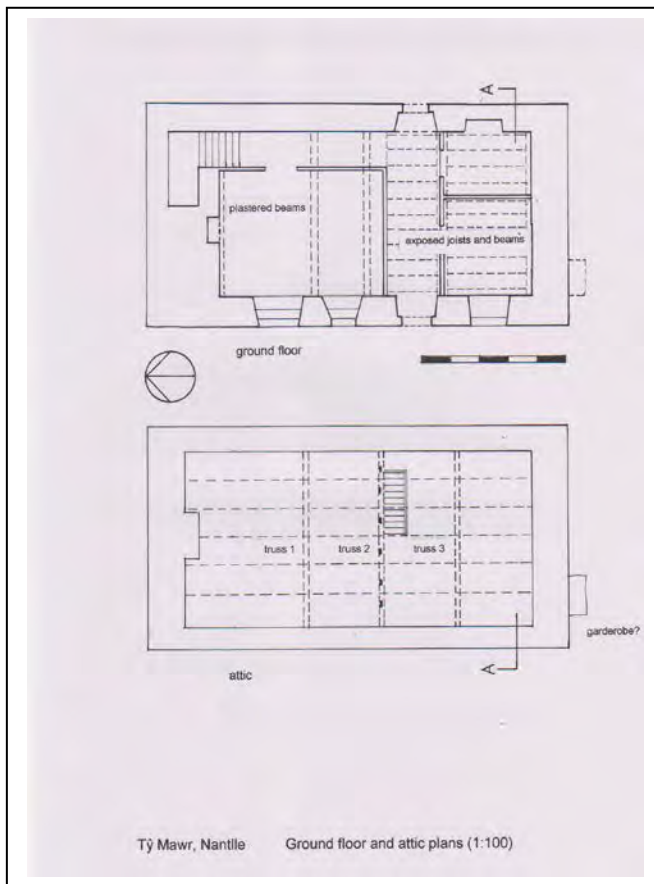 A
plastered beams
exposed joists and beams
ground floor
truss 1 truss 2 truss 3
garderobe?
A
attic
Tŷ Mawr, Nantlle Ground floor and attic plans (1:100)